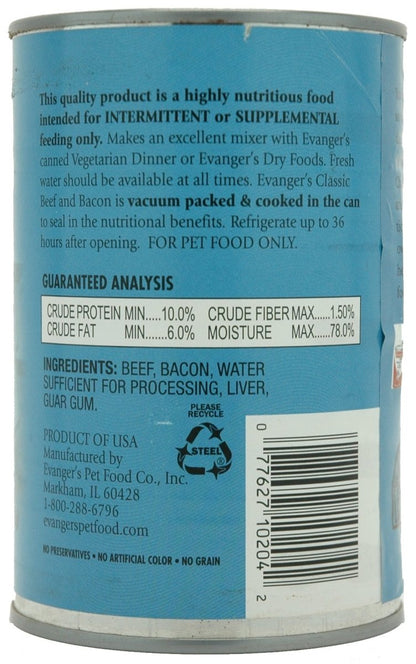 This quality product is a highly nutritious food
intended for INTERMITTENT or SUPPLEMENTAL
feeding only. Makes an excellent mixer with Evanger's
canned Vegetarian Dinner or Evanger's Dry Foods. Fresh
water should be available at all times. Evanger's Classic
Beef and Bacon is vacuum packed & cooked in the can
to seal in the nutritional benefits. Refrigerate up to 36
hours after opening. FOR PET FOOD ONLY.
GUARANTEED ANALYSIS
CRUDE PROTEIN MIN.....10.0% CRUDE FIBER MAX.....1.50%
CRUDE FAT MIN.......6.0% MOISTURE MAX......78.0%
INGREDIENTS: BEEF, BACON, WATER
SUFFICIENT FOR PROCESSING, LIVER,
GUAR GUM.
PLEASE
RECYCLE
STEEL
PRODUCT OF USA
Manufactured by
Evanger's Pet Food Co., Inc.
Markham, IL 60428
1-800-288-6796
evangerspetfood.com
NO PRESERVATIVES • NO ARTIFICIAL COLOR • NO GRAIN
0 77627 10204 2